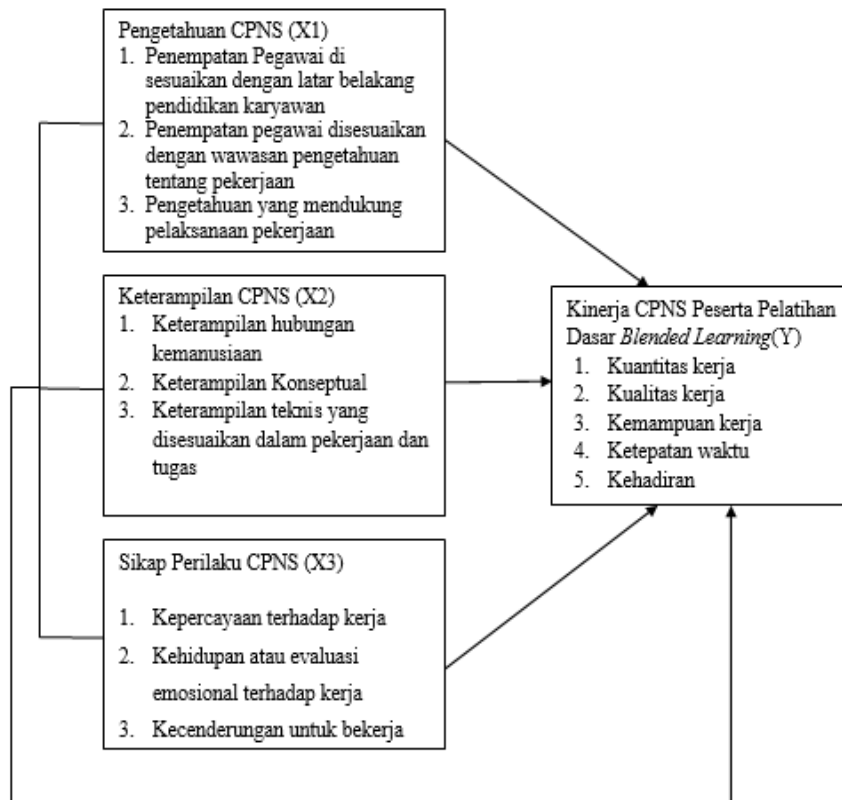 Pengetahuan CPNS (X1)
1. Penempatan Pegawai di
sesuaikan dengan latar belakang
pendidikan karyawan
2. Penempatan pegawai disesuaikan
dengan wawasan pengetahuan
tentang pekerjaan
3. Pengetahuan yang mendukung
pelaksanaan pekerjaan
Keterampilan CPNS (X2)
1. Keterampilan hubungan
kemanusiaan
2. Keterampilan Konseptual
3. Keterampilan teknis yang
disesuaikan dalam pekerjaan dan
tugas
Sikap Perilaku CPNS (X3)
1. Kepercayaan terhadap kerja
2. Kehidupan atau evaluasi
emosional terhadap kerja
3. Kecenderungan untuk bekerja
Kinerja CPNS Peserta Pelatihan
Dasar Blended Learning(Y)
1. Kuantitas kerja
2. Kualitas kerja
3. Kemampuan kerja
4. Ketepatan waktu
5. Kehadiran